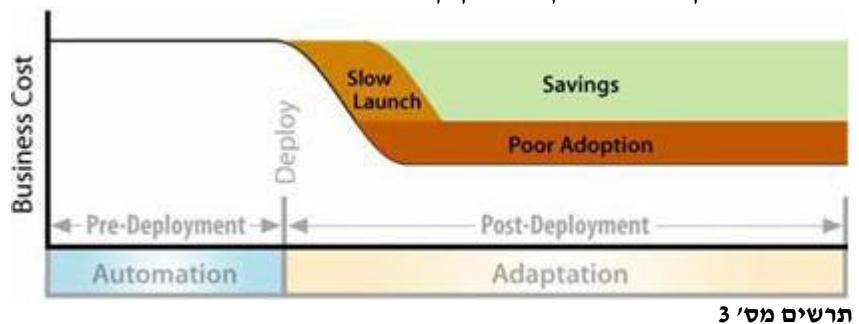 Business Cost
Slow
Launch
Savings
Poor Adoption
Deploy
Pre-Deployment
Post-Deployment
Automation
Adaptation
תרשים מס' 3